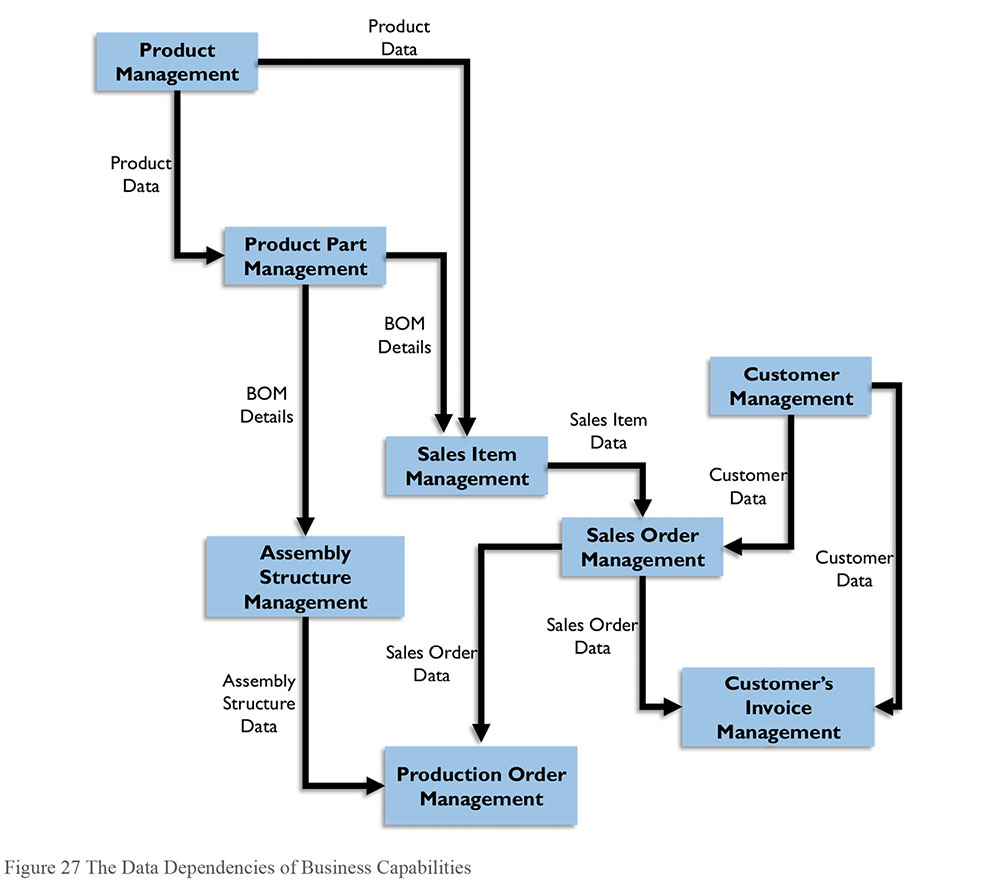 Product
Data
Product
Management
Product
Data
Product Part
Management
BOM
Details
BOM
Details
Customer
Management
Sales Item
Data
Sales Item
Management
Customer
Data
Sales Order
Management
Assembly
Structure
Management
Customer
Data
Sales Order
Data
Sales Order
Data
Assembly
Structure
Data
Customer’s
Invoice
Management
Production Order
Management
Figure 27 The Data Dependencies of Business Capabilities